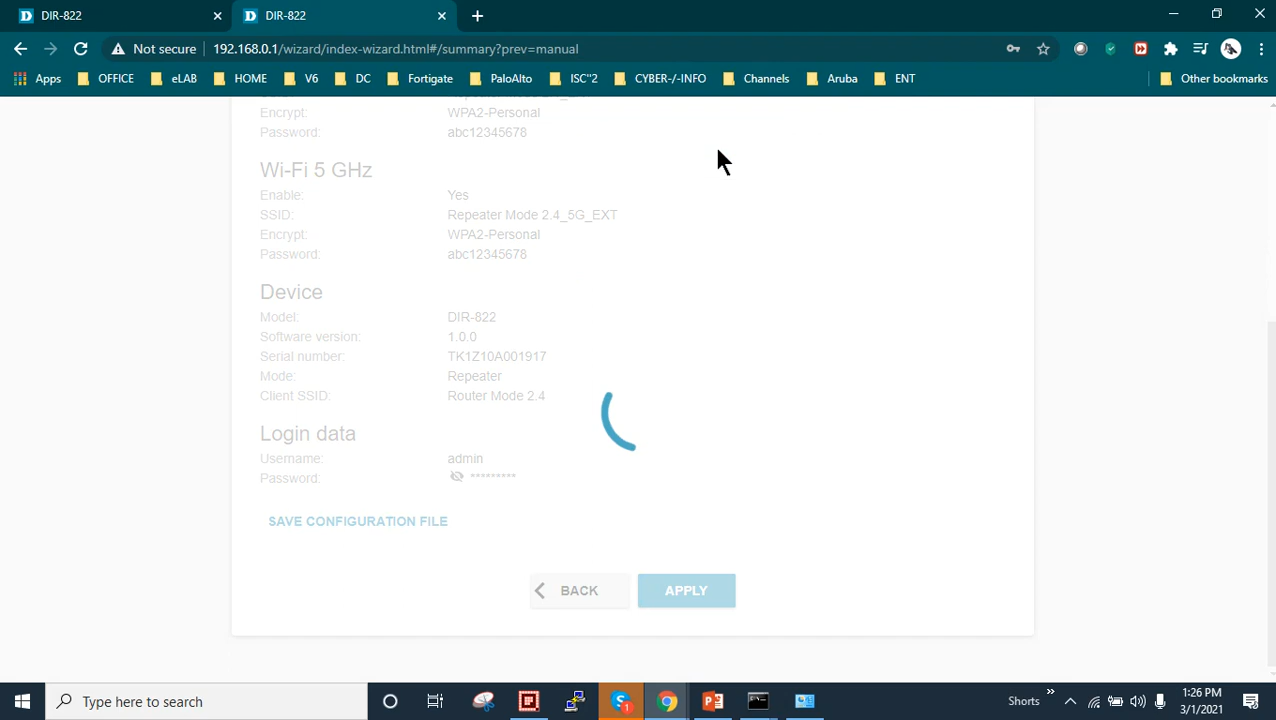 DIR-822
DIR-822
Not secure 192.168.0.1/wizard/index-wizard.html#/summary?prev=manual
Apps OFFICE eLAB HOME V6 DC Fortigate PaloAlto ISC"2 CYBER-/-INFO Channels Aruba ENT Other bookmarks
Encrypt: WPA2-Personal
Password: abc12345678
Wi-Fi 5 GHz
Enable: Yes
SSID: Repeater Mode 2.4_5G_EXT
Encrypt: WPA2-Personal
Password: abc12345678
Device
Model: DIR-822
Software version: 1.0.0
Serial number: TK1Z10A001917
Mode: Repeater
Client SSID: Router Mode 2.4
Login data
Username: admin
Password: *********
SAVE CONFIGURATION FILE
BACK APPLY
Type here to search
1
Shorts
1:26 PM
3/1/2021